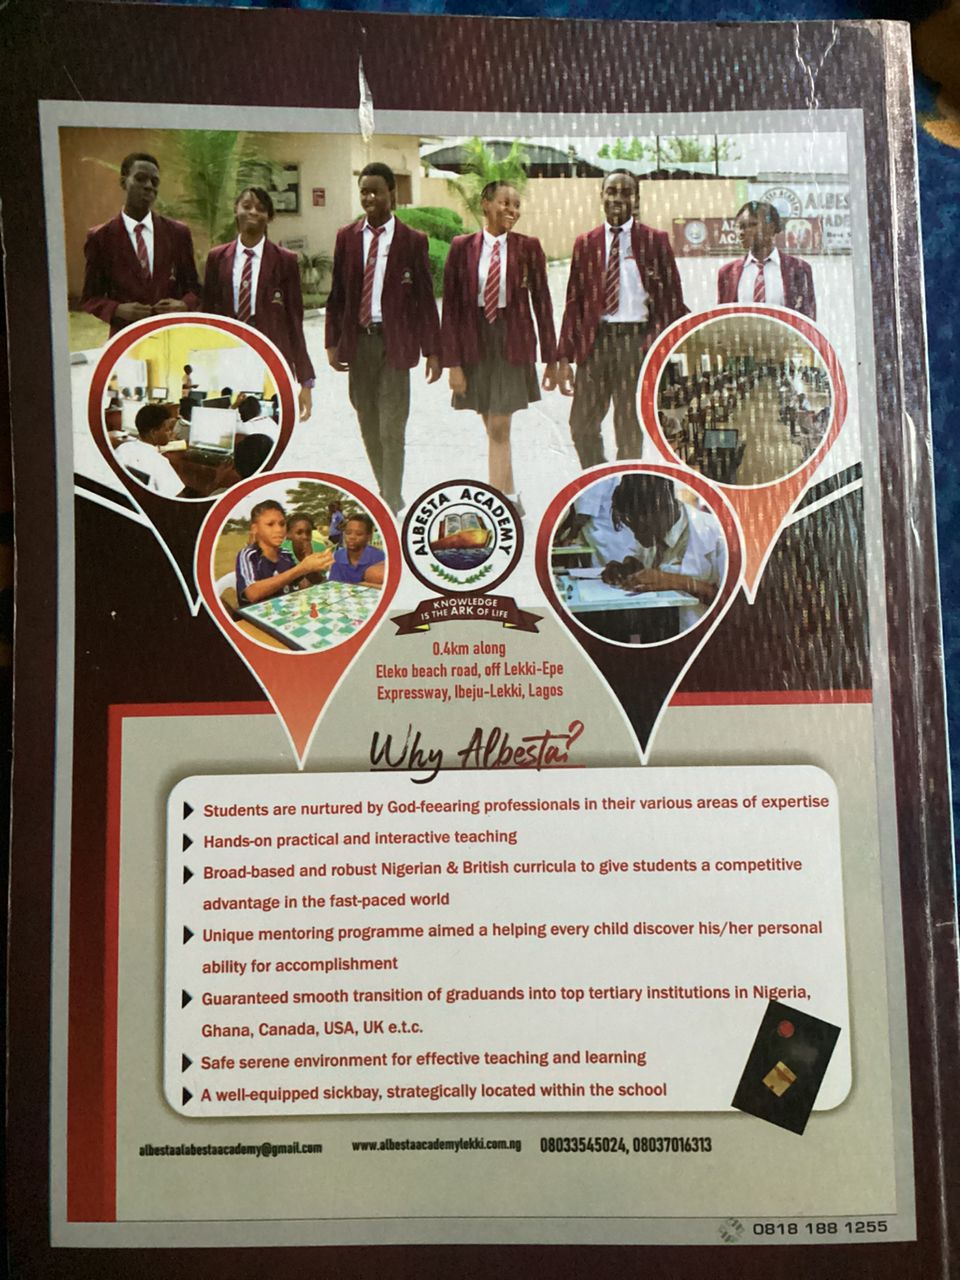 ALBESTA ACADEMY
KNOWLEDGE
IS THE ARK OF LIFE
0.4km along
Eleko beach road, off Lekki-Epe
Expressway, Ibeju-Lekki, Lagos
Why Albesta?
Students are nurtured by God-feearing professionals in their various areas of expertise
Hands-on practical and interactive teaching
Broad-based and robust Nigerian & British curricula to give students a competitive
advantage in the fast-paced world
Unique mentoring programme aimed a helping every child discover his/her personal
ability for accomplishment
Guaranteed smooth transition of graduands into top tertiary institutions in Nigeria,
Ghana, Canada, USA, UK e.t.c.
Safe serene environment for effective teaching and learning
A well-equipped sickbay, strategically located within the school
albestaalabestaacademy@gmail.com www.albestaacademylekki.com.ng 08033545024, 08037016313
0818 188 1255